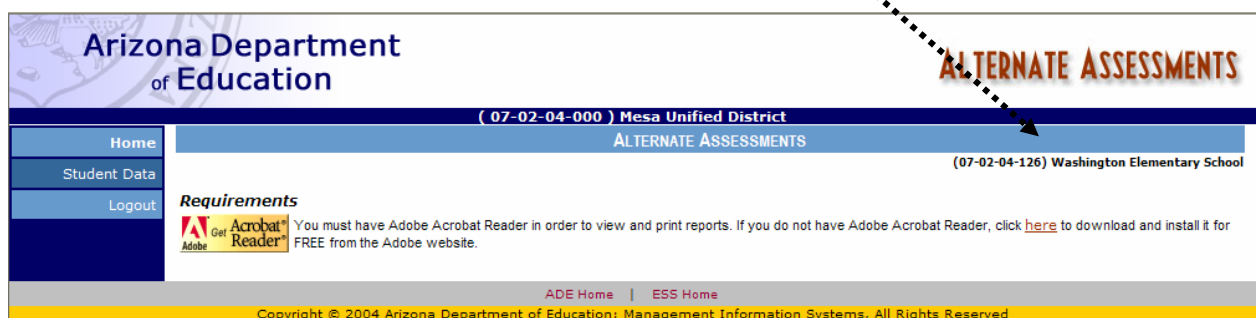 Arizona Department
of Education
ALTERNATE ASSESSMENTS
( 07-02-04-000 ) Mesa Unified District
Home
ALTERNATE ASSESSMENTS
(07-02-04-126) Washington Elementary School
Student Data
Logout
Requirements
Adobe Get Acrobat® Reader®
You must have Adobe Acrobat Reader in order to view and print reports. If you do not have Adobe Acrobat Reader, click here to download and install it for
FREE from the Adobe website.
ADE Home | ESS Home
Copyright © 2004 Arizona Department of Education: Management Information Systems. All Rights Reserved